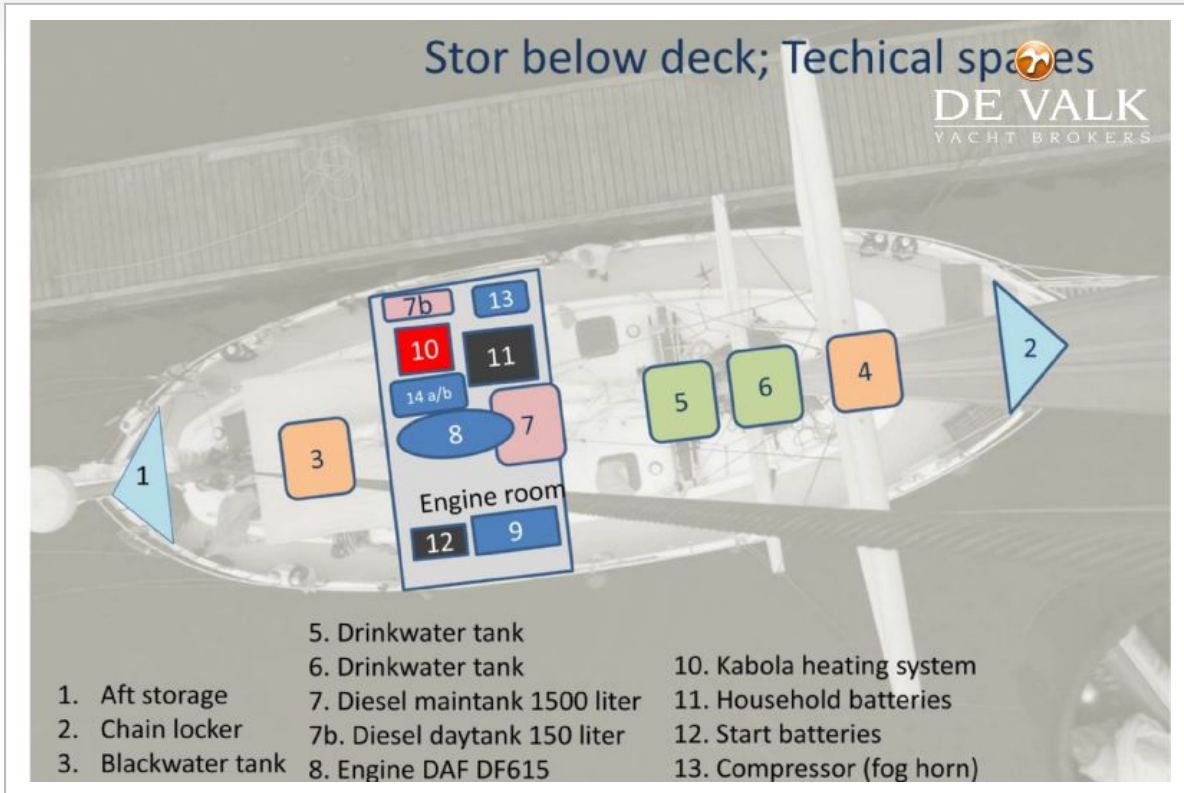 Stor below deck; Techical spaces
DE VALK
YACHT BROKERS
7b
13
10
11
14 a/b
8
7
3
1
5
6
4
2
Engine room
12
9
1. Aft storage
2. Chain locker
3. Blackwater tank
5. Drinkwater tank
6. Drinkwater tank
7. Diesel maintank 1500 liter
7b. Diesel daytank 150 liter
8. Engine DAF DF615
10. Kabola heating system
11. Household batteries
12. Start batteries
13. Compressor (fog horn)